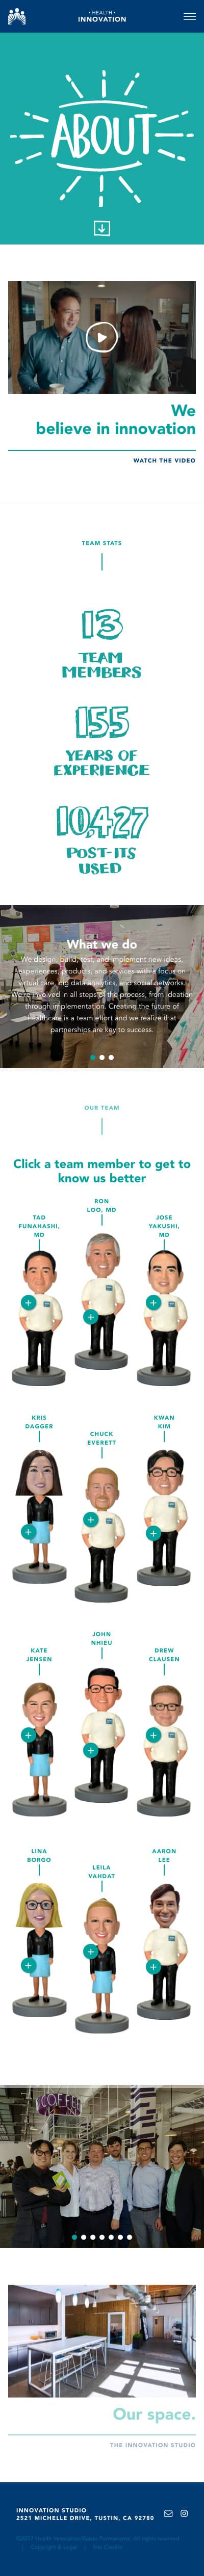 • HEALTH •
INNOVATION
ABOUT
We
believe in innovation
WATCH THE VIDEO
TEAM STATS
13
TEAM
MEMBERS
155
YEARS OF
EXPERIENCE
10,427
POST-ITS
USED
What we do
We design, build, test, and implement new ideas,
experiences, products, and services with a focus on
virtual care, big data analytics, and social networks.
We're involved in all steps of the process, from ideation
through implementation. Creating the future of
healthcare is a team effort and we realize that
partnerships are key to success.
OUR TEAM
Click a team member to get to
know us better
TAD
FUNAHASHI,
MD
RON
LOO, MD
JOSE
YAKUSHI,
MD
KRIS
DAGGER
CHUCK
EVERETT
KWAN
KIM
KATE
JENSEN
JOHN
NHIEU
DREW
CLAUSEN
LINA
BORGO
LEILA
VAHDAT
AARON
LEE
Our space.
THE INNOVATION STUDIO
INNOVATION STUDIO
2521 MICHELLE DRIVE, TUSTIN, CA 92780